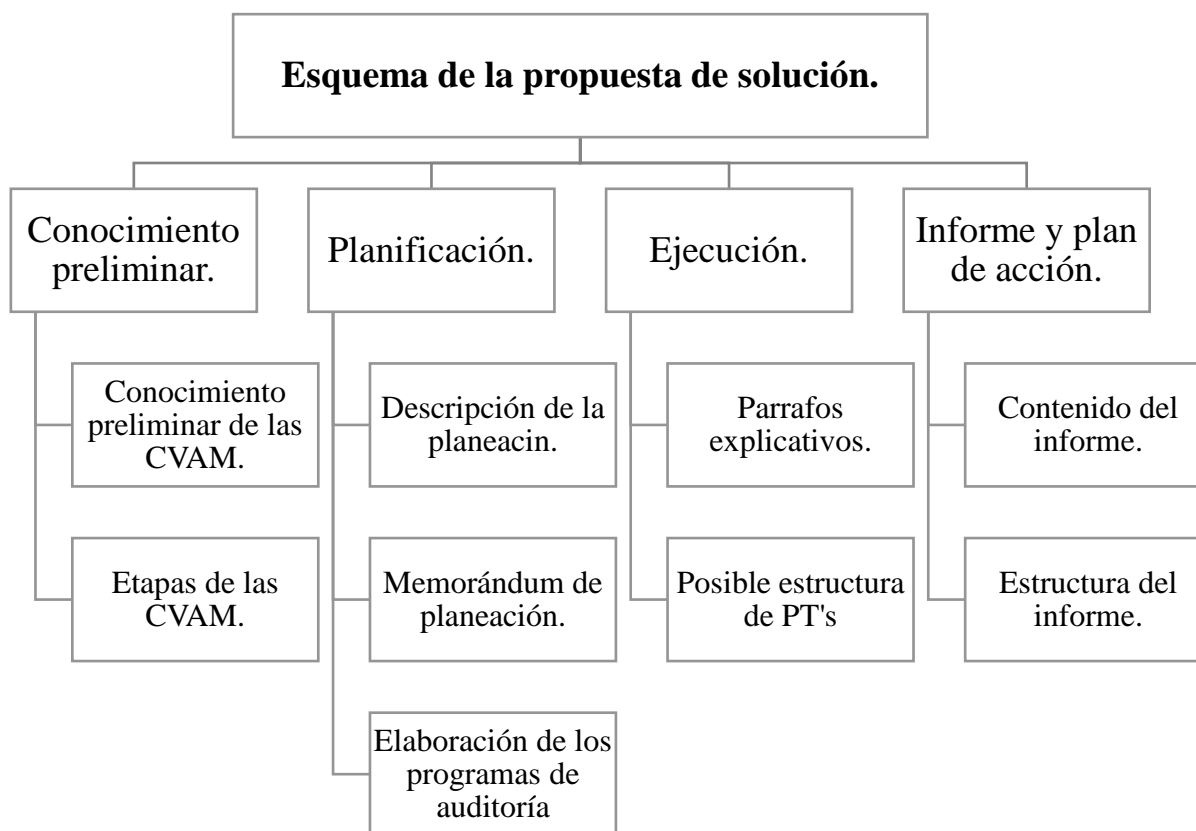 Esquema de la propuesta de solución.
Conocimiento
preliminar.
Planificación.
Ejecución.
Informe y plan
de acción.
Conocimiento
preliminar de las
CVAM.
Descripción de la
planeacin.
Parrafos
explicativos.
Contenido del
informe.
Etapas de las
CVAM.
Memorándum de
planeación.
Posible estructura
de PT's
Estructura del
informe.
Elaboración de los
programas de
auditoría